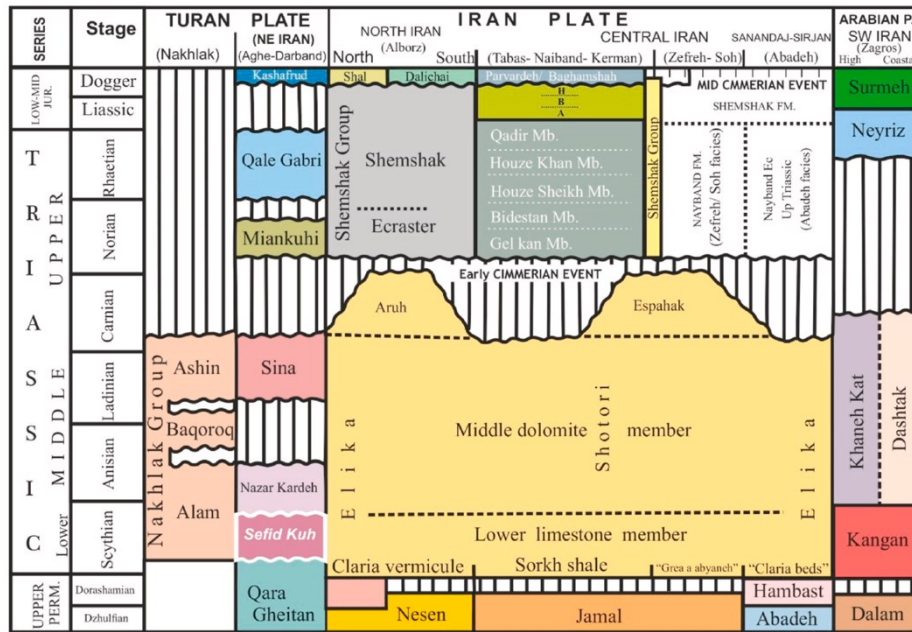 SERIES
Stage
TURAN PLATE
(Nakhlak)
(NE IRAN)
(Aghe-Darband)
IRAN PLATE
NORTH IRAN
(Alborz)
North
South
(Tabas- Naiband- Kerman)
CENTRAL IRAN
(Zefreh- Soh)
SANANDAJ-SIRJAN
(Abadeh)
ARABIAN PA
SW IRAN
(Zagros)
High
Coasta
LOW-MID
JUR.
Dogger
Liassic
Kashafrud
Shal
Dalichai
Parvardeh/ Baghamshah
H
B
A
MID CMMERIAN EVENT
SHEMSHAK FM.
Surmeh
Neyriz
TRIASSIC
UPPER
MIDDLE
Lower
Rhaetian
Norian
Carnian
Ladinian
Anisian
Scythian
Qale Gabri
Miankuhi
Shemshak Group
Shemshak
Ecraster
Qadir Mb.
Houze Khan Mb.
Houze Sheikh Mb.
Bidestan Mb.
Gel kan Mb.
Shemshak Group
NAYBAND FM.
(Zefreh/ Soh facies)
Nayband Ec
Up Triassic
(Abadeh facies)
Early CIMMERIAN EVENT
Aruh
Espahak
Nakhlak Group
Ashin
Baqoroq
Alam
Sina
Nazar Kardeh
Sefid Kuh
Elika
Middle dolomite member
Shotori
Elika
Lower limestone member
Claria vermicule
Sorkh shale
"Grea a abyaneh"
"Claria beds"
Khaneh Kat
Dashtak
Kangan
UPPER
PERM.
Dorashamian
Dzhulfian
Qara
Gheitan
Nesen
Jamal
Hambast
Abadeh
Dalam